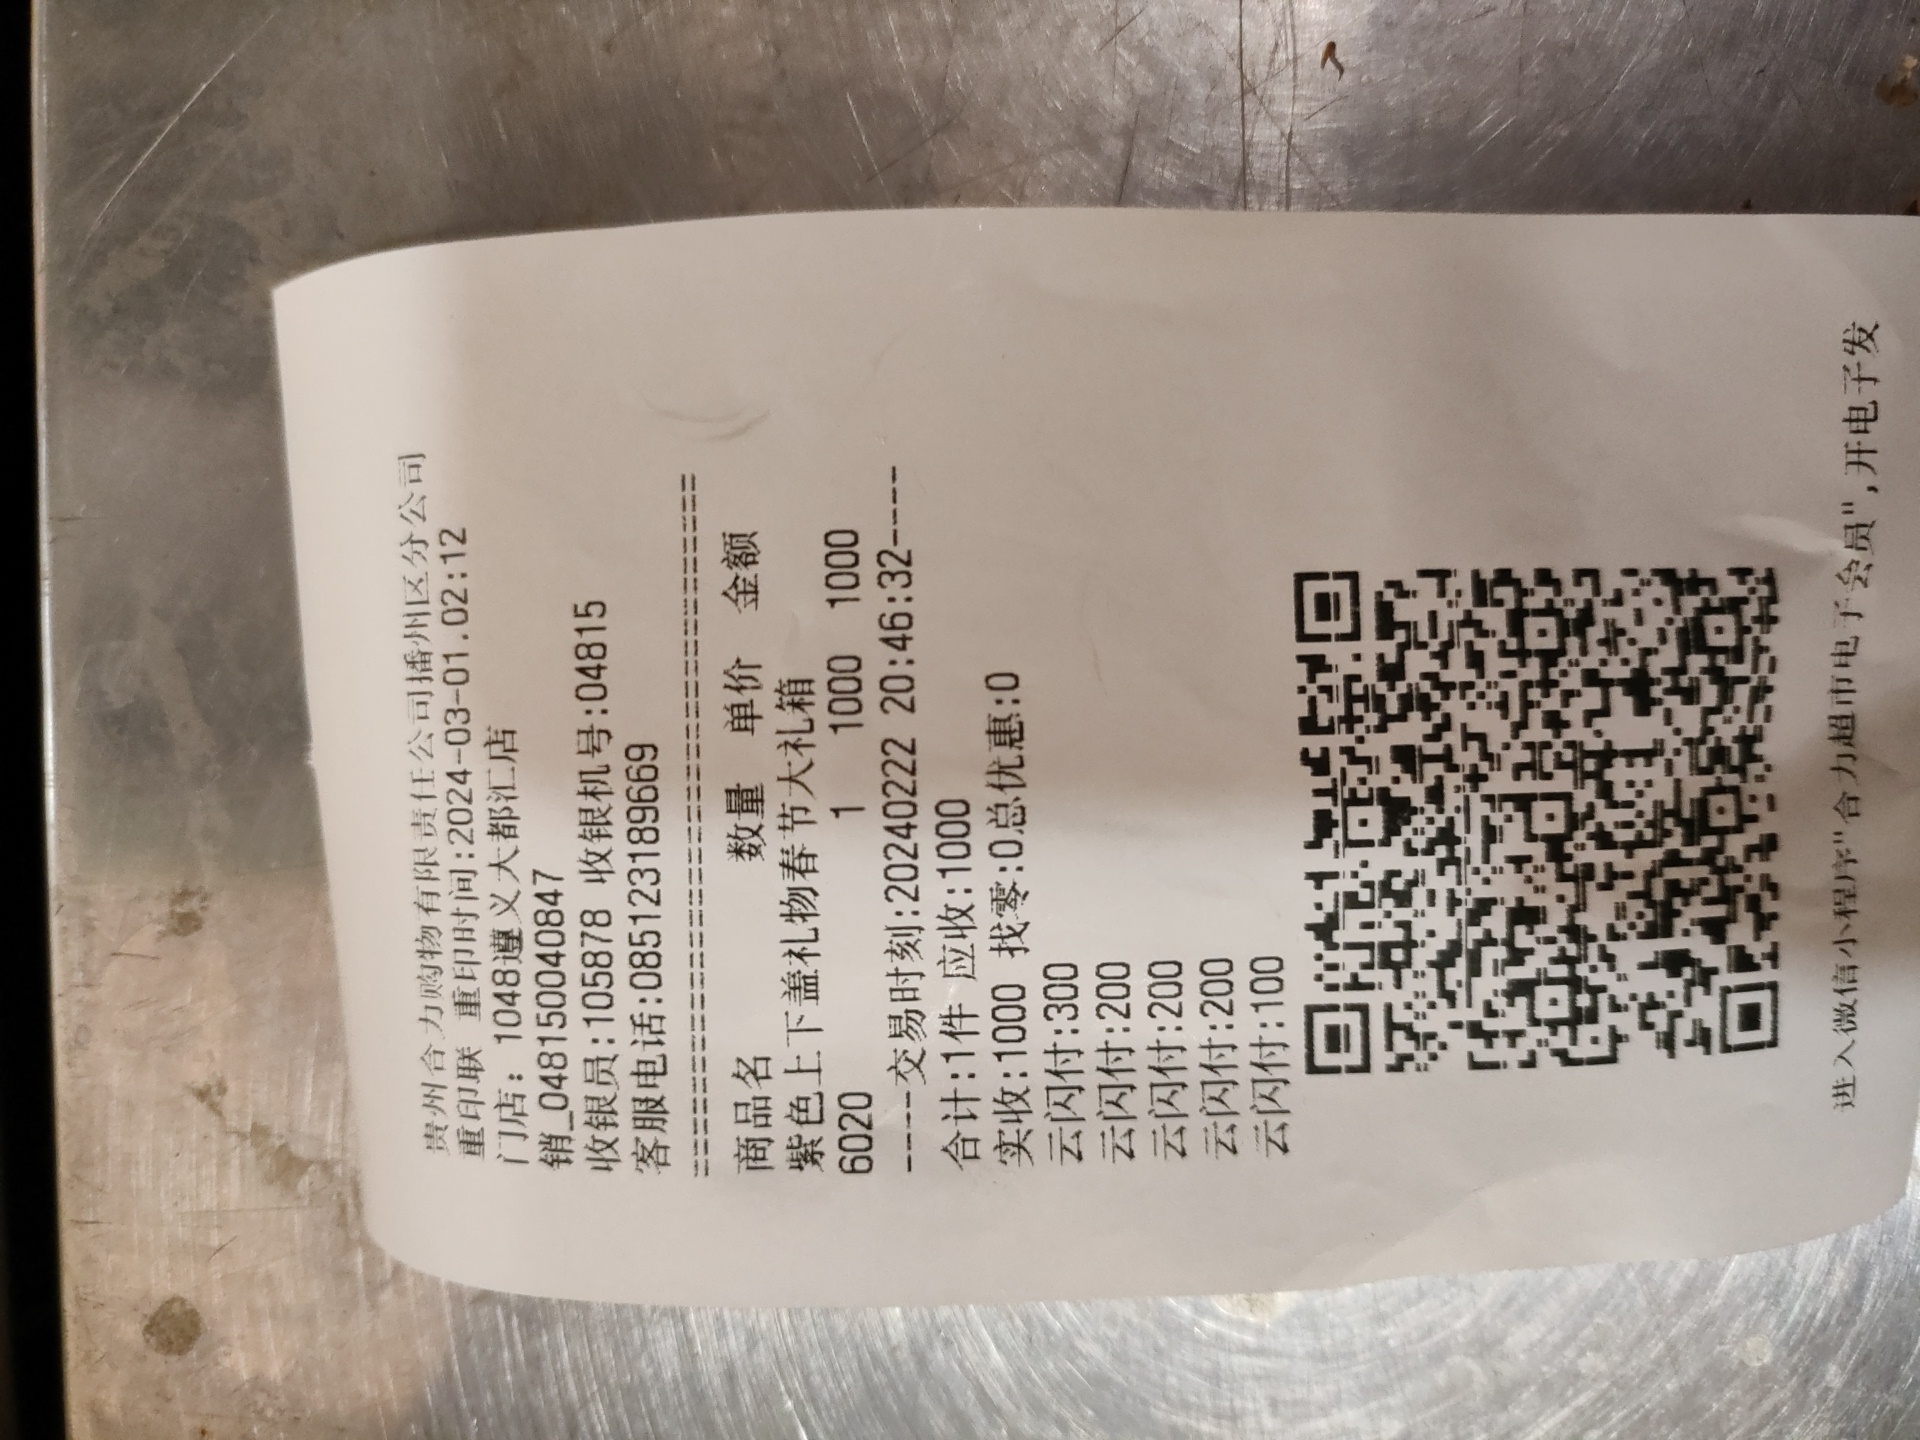 贵州合力购物有限责任公司播州区分公司
重印联 重印时间:2024-03-01.02:12
门店: 1048遵义大都汇店
销_048150040847
收银员:105878 收银机号:04815
客服电话:085123189669
========================================
商品名 数量 单价 金额
紫色上下盖礼物春节大礼箱
6020 1 1000 1000
----交易时刻:20240222 20:46:32----
合计:1件 应收:1000
实收:1000 找零:0总优惠:0
云闪付:300
云闪付:200
云闪付:200
云闪付:200
云闪付:100
进入微信小程序"合力超市电子会员",开电子发